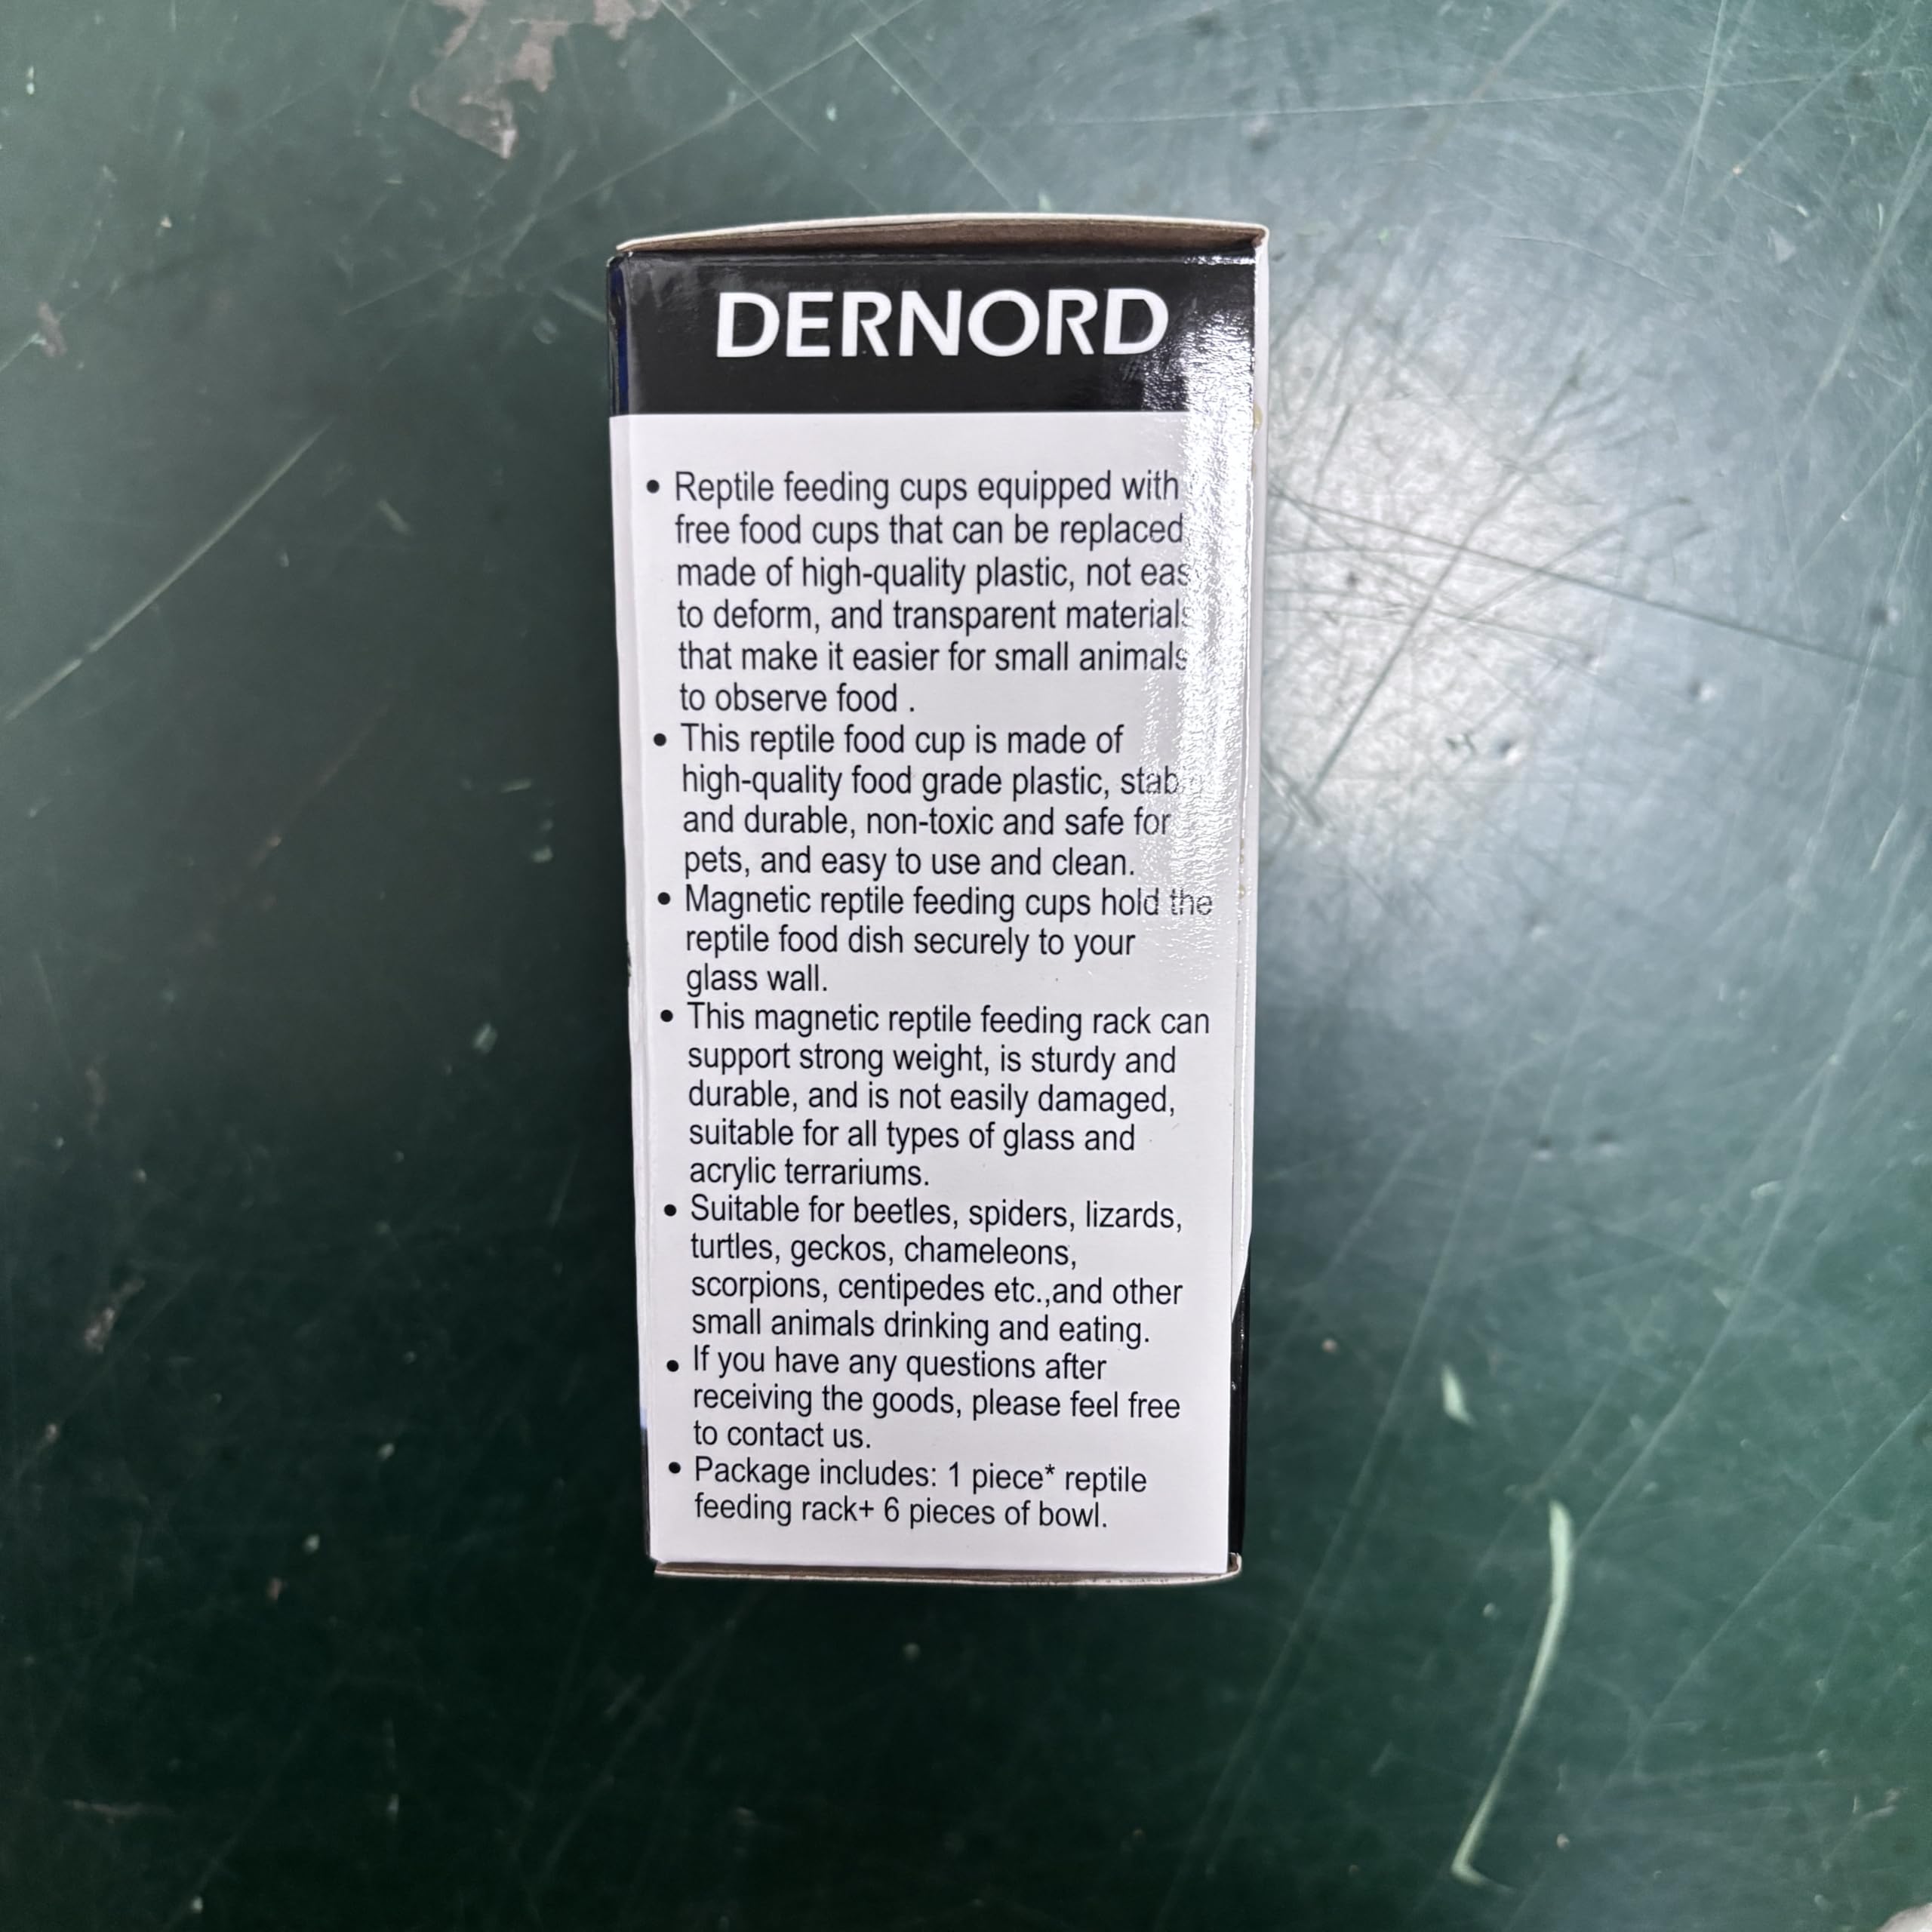 DERNORD
• Reptile feeding cups equipped with
free food cups that can be replaced
made of high-quality plastic, not easy
to deform, and transparent materials
that make it easier for small animals
to observe food .
• This reptile food cup is made of
high-quality food grade plastic, stable
and durable, non-toxic and safe for
pets, and easy to use and clean.
• Magnetic reptile feeding cups hold the
reptile food dish securely to your
glass wall.
• This magnetic reptile feeding rack can
support strong weight, is sturdy and
durable, and is not easily damaged,
suitable for all types of glass and
acrylic terrariums.
• Suitable for beetles, spiders, lizards,
turtles, geckos, chameleons,
scorpions, centipedes etc.,and other
small animals drinking and eating.
• If you have any questions after
receiving the goods, please feel free
to contact us.
• Package includes: 1 piece* reptile
feeding rack+ 6 pieces of bowl.